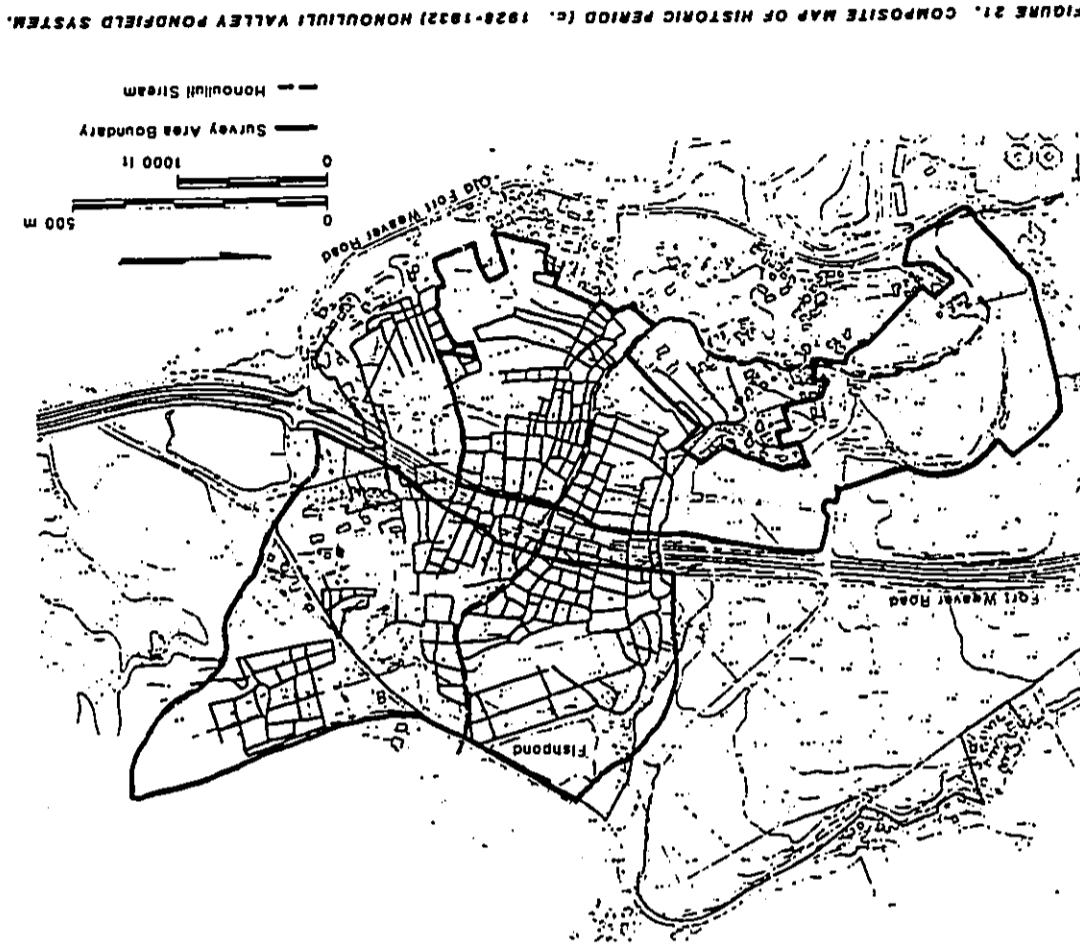 FIGURE 21. COMPOSITE MAP OF HISTORIC PERIOD (c. 1928-1932) HONOULIULI VALLEY PONDFIELD SYSTEM.
Fishpond
Fort Weaver Road
Old Fort Weaver Road
0 500 m
0 1000 ft
Survey Area Boundary
Honouliuli Stream